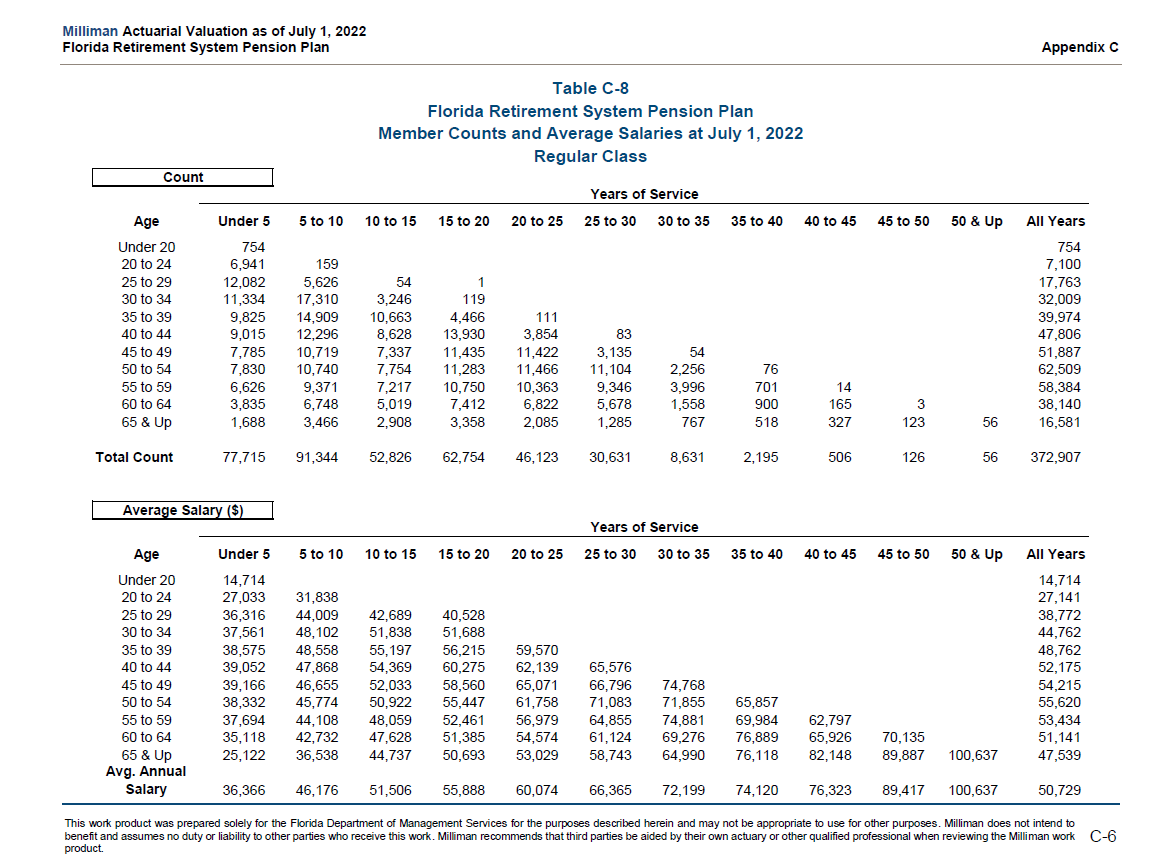 Milliman Actuarial Valuation as of July 1, 2022
Florida Retirement System Pension Plan Appendix C
Table C-8
Florida Retirement System Pension Plan
Member Counts and Average Salaries at July 1, 2022
Regular Class
Count
Years of Service
Age Under 5 5 to 10 10 to 15 15 to 20 20 to 25 25 to 30 30 to 35 35 to 40 40 to 45 45 to 50 50 & Up All Years
Under 20 754 754
20 to 24 6,941 159 7,100
25 to 29 12,082 5,626 54 1 17,763
30 to 34 11,334 17,310 3,246 119 32,009
35 to 39 9,825 14,909 10,663 4,466 111 39,974
40 to 44 9,015 12,296 8,628 13,930 3,854 83 47,806
45 to 49 7,785 10,719 7,337 11,435 11,422 3,135 54 51,887
50 to 54 7,830 10,740 7,754 11,283 11,466 11,104 2,256 76 62,509
55 to 59 6,626 9,371 7,217 10,750 10,363 9,346 3,996 701 14 58,384
60 to 64 3,835 6,748 5,019 7,412 6,822 5,678 1,558 900 165 3 38,140
65 & Up 1,688 3,466 2,908 3,358 2,085 1,285 767 518 327 123 56 16,581
Total Count 77,715 91,344 52,826 62,754 46,123 30,631 8,631 2,195 506 126 56 372,907
Average Salary ($)
Years of Service
Age Under 5 5 to 10 10 to 15 15 to 20 20 to 25 25 to 30 30 to 35 35 to 40 40 to 45 45 to 50 50 & Up All Years
Under 20 14,714 14,714
20 to 24 27,033 31,838 27,141
25 to 29 36,316 44,009 42,689 40,528 38,772
30 to 34 37,561 48,102 51,838 51,688 44,762
35 to 39 38,575 48,558 55,197 56,215 59,570 48,762
40 to 44 39,052 47,868 54,369 60,275 62,139 65,576 52,175
45 to 49 39,166 46,655 52,033 58,560 65,071 66,796 74,768 54,215
50 to 54 38,332 45,774 50,922 55,447 61,758 71,083 71,855 65,857 55,620
55 to 59 37,694 44,108 48,059 52,461 56,979 64,855 74,881 69,984 62,797 53,434
60 to 64 35,118 42,732 47,628 51,385 54,574 61,124 69,276 76,889 65,926 70,135 51,141
65 & Up 25,122 36,538 44,737 50,693 53,029 58,743 64,990 76,118 82,148 89,887 100,637 47,539
Avg. Annual
Salary 36,366 46,176 51,506 55,888 60,074 66,365 72,199 74,120 76,323 89,417 100,637 50,729
This work product was prepared solely for the Florida Department of Management Services for the purposes described herein and may not be appropriate to use for other purposes. Milliman does not intend to
benefit and assumes no duty or liability to other parties who receive this work. Milliman recommends that third parties be aided by their own actuary or other qualified professional when reviewing the Milliman work
product.
C-6